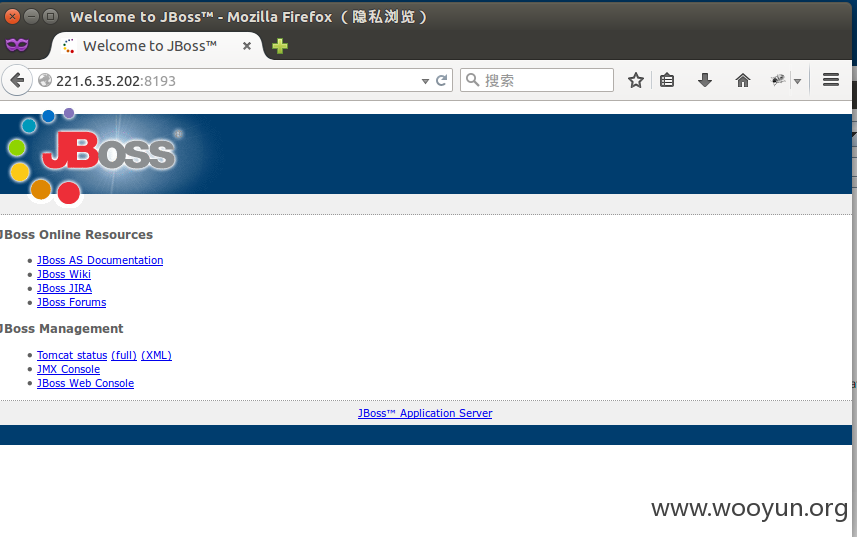 Welcome to JBoss™ - Mozilla Firefox （隐私浏览）
Welcome to JBoss™
221.6.35.202:8193
搜索
JBoss
JBoss Online Resources
JBoss AS Documentation
JBoss Wiki
JBoss JIRA
JBoss Forums
JBoss Management
Tomcat status (full) (XML)
JMX Console
JBoss Web Console
JBoss™ Application Server
www.wooyun.org